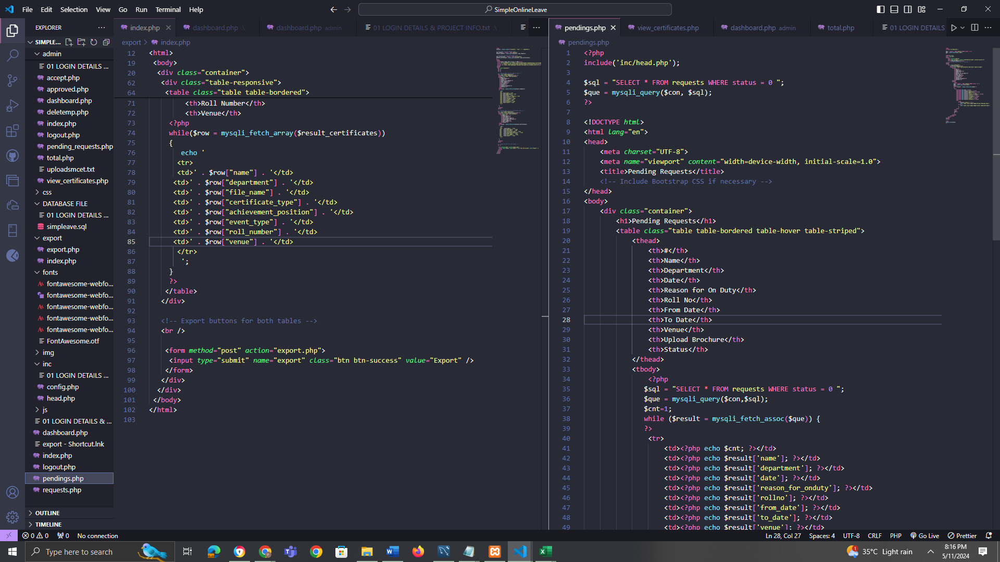 File Edit Selection View Go Run Terminal Help
SimpleOnlineLeave
EXPLORER
SIMPLE...
admin
01 LOGIN DETAILS ...
accept.php
approved.php
dashboard.php
deletemp.php
index.php
logout.php
pending_requests.php
total.php
uploadsmcet.txt
view_certificates.php
css
DATABASE FILE
01 LOGIN DETAILS ...
simpleave.sql
export
export.php
index.php
fonts
fontawesome-webfo...
fontawesome-webfo...
fontawesome-webfo...
fontawesome-webfo...
fontawesome-webfo...
FontAwesome.otf
img
inc
01 LOGIN DETAILS ...
config.php
head.php
js
01 LOGIN DETAILS & ...
dashboard.php
export - Shortcut.lnk
index.php
logout.php
pendings.php
requests.php
OUTLINE
TIMELINE
index.php dashboard.php .\ dashboard.php admin 01 LOGIN DETAILS & PROJECT INFO.txt .\
export > index.php
12 <html>
19 <body>
20 <div class="container">
62 <div class="table-responsive">
64 <table class="table table-bordered">
71 <th>Roll Number</th>
72 <th>Venue</th>
73 <?php
74 while($row = mysqli_fetch_array($result_certificates))
75 {
76 echo '
77 <tr>
78 <td>' . $row["name"] . '</td>
79 <td>' . $row["department"] . '</td>
80 <td>' . $row["file_name"] . '</td>
81 <td>' . $row["certificate_type"] . '</td>
82 <td>' . $row["achievement_position"] . '</td>
83 <td>' . $row["event_type"] . '</td>
84 <td>' . $row["roll_number"] . '</td>
85 <td>' . $row["venue"] . '</td>
86 </tr>
87 ';
88 }
89 ?>
90 </table>
91 </div>
92
93 <!-- Export buttons for both tables -->
94 <br />
95
96 <form method="post" action="export.php">
97 <input type="submit" name="export" class="btn btn-success" value="Export" />
98 </form>
99 </div>
100 </div>
101 </body>
102 </html>
103
pendings.php view_certificates.php dashboard.php admin total.php 01 LOGIN DETAILS
pendings.php
1 <?php
2 include('inc/head.php');
3
4 $sql = "SELECT * FROM requests WHERE status = 0 ";
5 $que = mysqli_query($con, $sql);
6 ?>
7
8 <!DOCTYPE html>
9 <html lang="en">
10 <head>
11 <meta charset="UTF-8">
12 <meta name="viewport" content="width=device-width, initial-scale=1.0">
13 <title>Pending Requests</title>
14 <!-- Include Bootstrap CSS if necessary -->
15 </head>
16 <body>
17 <div class="container">
18 <h1>Pending Requests</h1>
19 <table class="table table-bordered table-hover table-striped">
20 <thead>
21 <th>#</th>
22 <th>Name</th>
23 <th>Department</th>
24 <th>Date</th>
25 <th>Reason for On Duty</th>
26 <th>Roll No</th>
27 <th>From Date</th>
28 <th>To Date</th>
29 <th>Venue</th>
30 <th>Upload Brochure</th>
31 <th>Status</th>
32 </thead>
33 <tbody>
34 <?php
35 $sql = "SELECT * FROM requests WHERE status = 0 ";
36 $que = mysqli_query($con,$sql);
37 $cnt=1;
38 while ($result = mysqli_fetch_assoc($que)) {
39 ?>
40 <tr>
41 <td><?php echo $cnt; ?></td>
42 <td><?php echo $result['name']; ?></td>
43 <td><?php echo $result['department']; ?></td>
44 <td><?php echo $result['date']; ?></td>
45 <td><?php echo $result['reason_for_onduty']; ?></td>
46 <td><?php echo $result['rollno']; ?></td>
47 <td><?php echo $result['from_date']; ?></td>
48 <td><?php echo $result['to_date']; ?></td>
49 <td><?php echo $result['venue']; ?></td>
0 0 0 No connection
Ln 28, Col 27 Spaces: 4 UTF-8 CRLF PHP Go Live Prettier
Type here to search
35°C Light rain
8:16 PM
5/11/2024